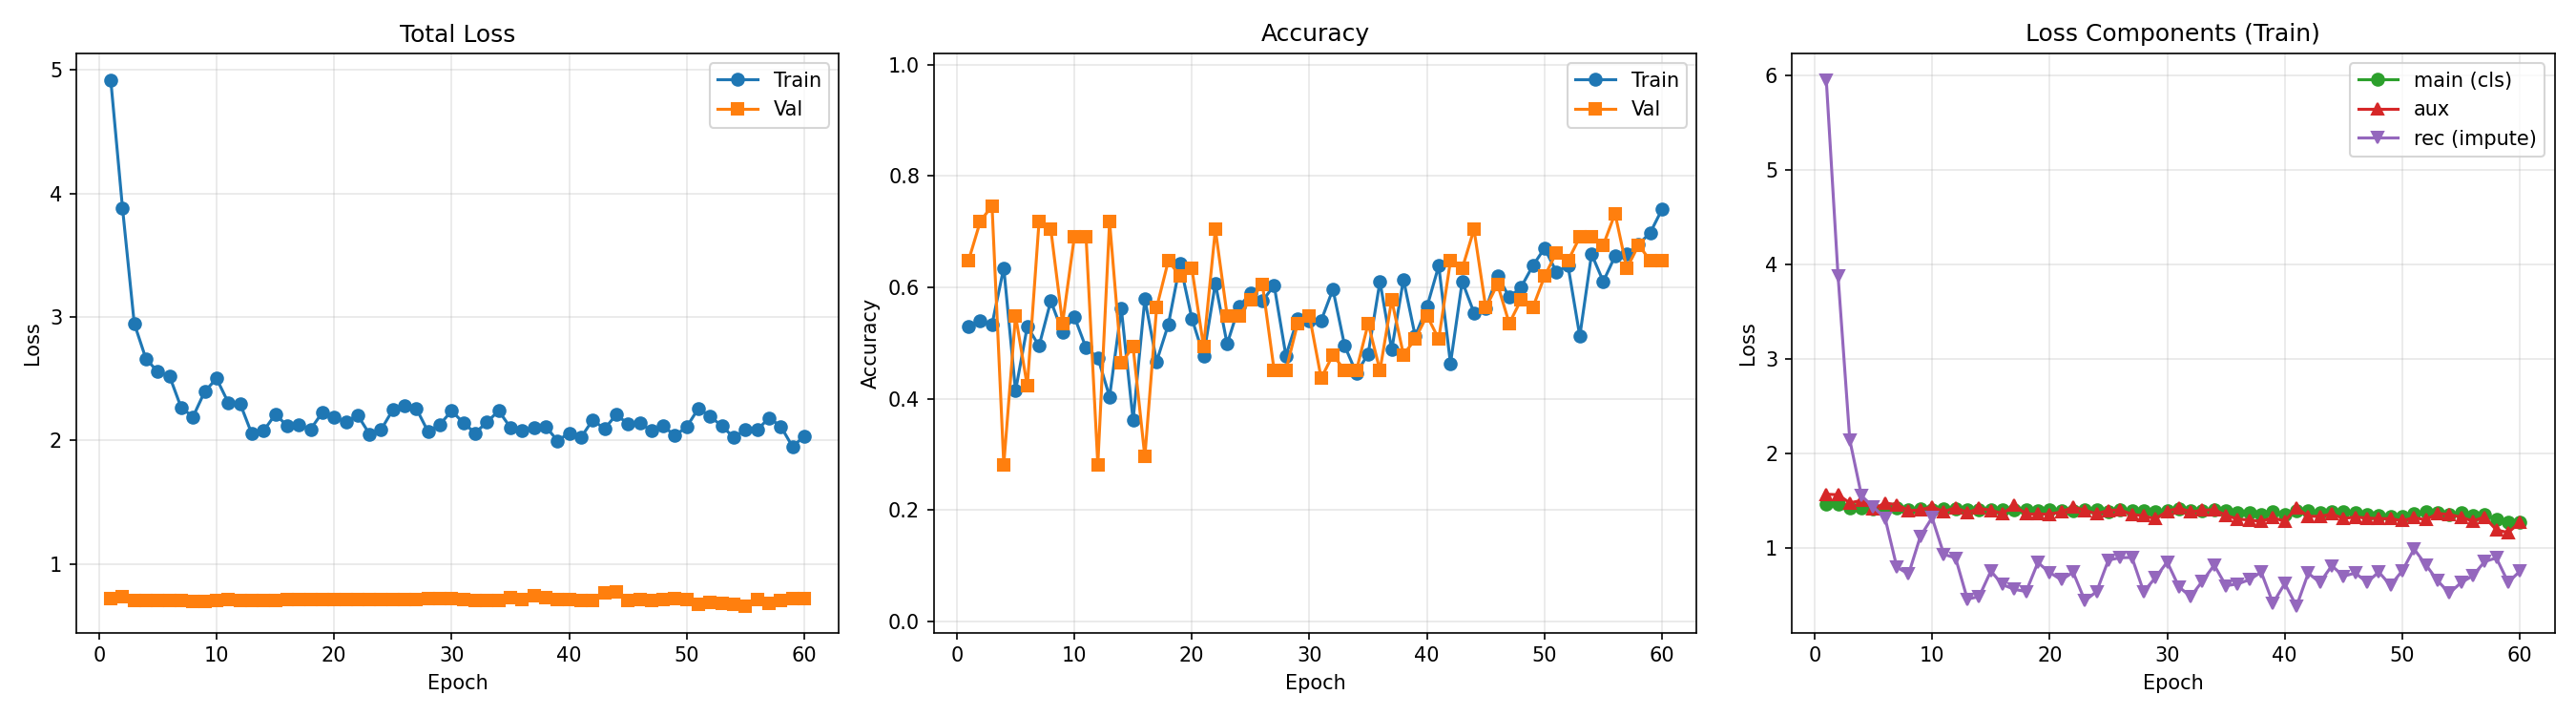 Total Loss
Loss
5
4
3
2
1
0 10 20 30 40 50 60
Epoch
Train
Val
Accuracy
Accuracy
1.0
0.8
0.6
0.4
0.2
0.0
0 10 20 30 40 50 60
Epoch
Train
Val
Loss Components (Train)
Loss
6
5
4
3
2
1
0 10 20 30 40 50 60
Epoch
main (cls)
aux
rec (impute)